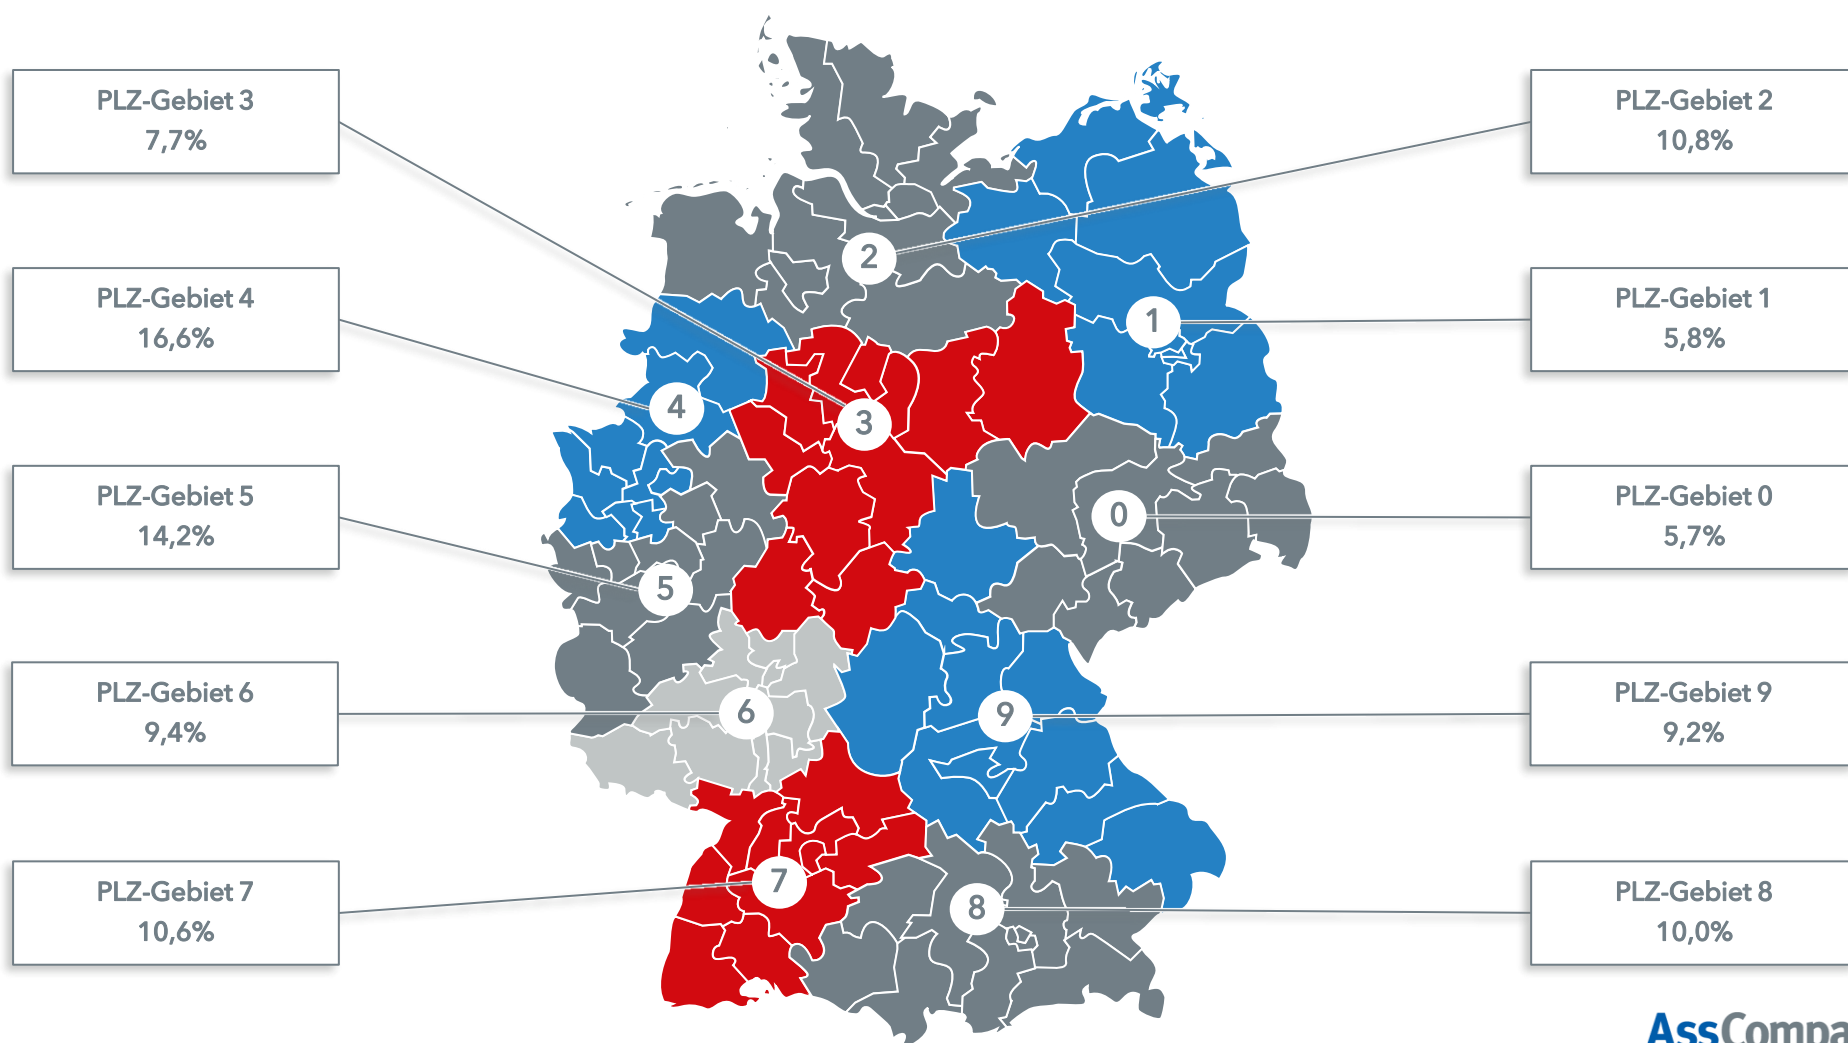 PLZ-Gebiet 3
7,7%
PLZ-Gebiet 4
16,6%
PLZ-Gebiet 5
14,2%
PLZ-Gebiet 6
9,4%
PLZ-Gebiet 7
10,6%
2
1
3
4
0
5
6
9
7
8
PLZ-Gebiet 2
10,8%
PLZ-Gebiet 1
5,8%
PLZ-Gebiet 0
5,7%
PLZ-Gebiet 9
9,2%
PLZ-Gebiet 8
10,0%
AssCompa